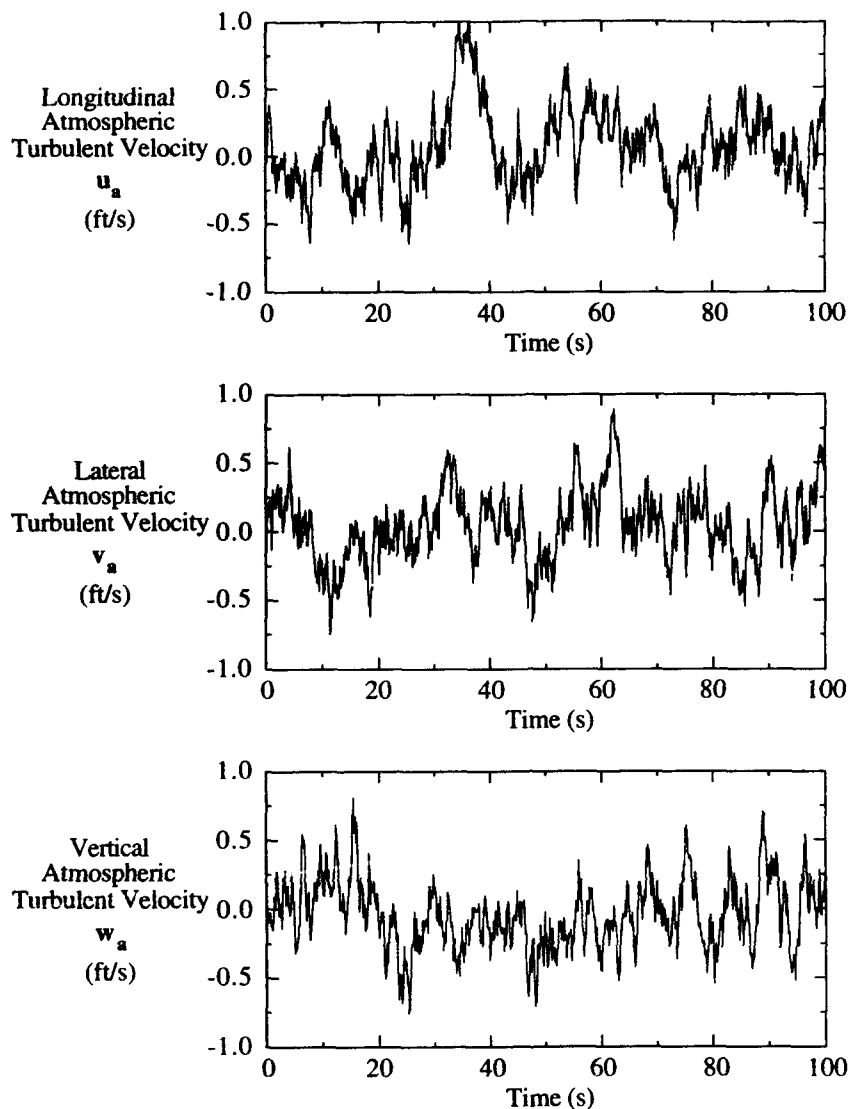 Longitudinal
Atmospheric
Turbulent Velocity
u_a
(ft/s)
1.0
0.5
0.0
-0.5
-1.0
0 20 40 60 80 100
Time (s)
Lateral
Atmospheric
Turbulent Velocity
v_a
(ft/s)
1.0
0.5
0.0
-0.5
-1.0
0 20 40 60 80 100
Time (s)
Vertical
Atmospheric
Turbulent Velocity
w_a
(ft/s)
1.0
0.5
0.0
-0.5
-1.0
0 20 40 60 80 100
Time (s)